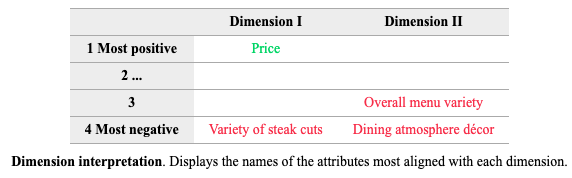 Dimension I Dimension II
1 Most positive Price
2 ...
3 Overall menu variety
4 Most negative Variety of steak cuts Dining atmosphere décor
Dimension interpretation. Displays the names of the attributes most aligned with each dimension.